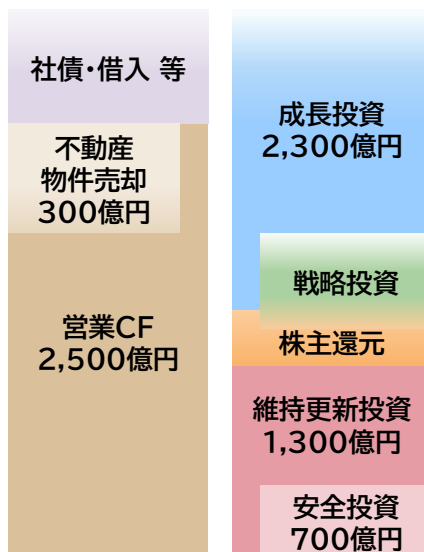 社債・借入 等
不動産
物件売却
300億円
営業CF
2,500億円
成長投資
2,300億円
戦略投資
株主還元
維持更新投資
1,300億円
安全投資
700億円